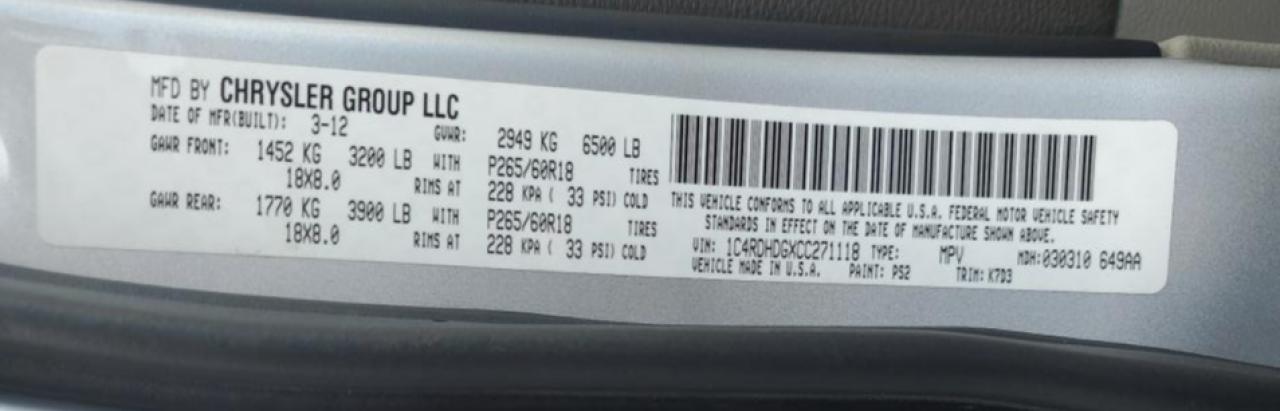 MFD BY CHRYSLER GROUP LLC
DATE OF MFR(BUILT): 3-12 GVWR: 2949 KG 6500 LB
GAWR FRONT: 1452 KG 3200 LB WITH P265/60R18 TIRES
18X8.0 RIMS AT 228 KPA ( 33 PSI) COLD
GAWR REAR: 1770 KG 3900 LB WITH P265/60R18 TIRES
18X8.0 RIMS AT 228 KPA ( 33 PSI) COLD
THIS VEHICLE CONFORMS TO ALL APPLICABLE U.S.A. FEDERAL MOTOR VEHICLE SAFETY
STANDARDS IN EFFECT ON THE DATE OF MANUFACTURE SHOWN ABOVE.
VIN: 1C4RDHDGXCC271118 TYPE: MPV MDH:030310 649AA
VEHICLE MADE IN U.S.A. PAINT: PS2 TRIM: K7D3